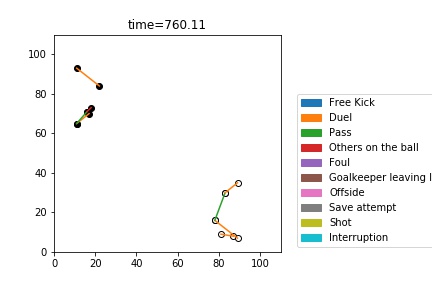 time=760.11
100
80
60
40
20
0
0 20 40 60 80 100
Free Kick
Duel
Pass
Others on the ball
Foul
Goalkeeper leaving l
Offside
Save attempt
Shot
Interruption